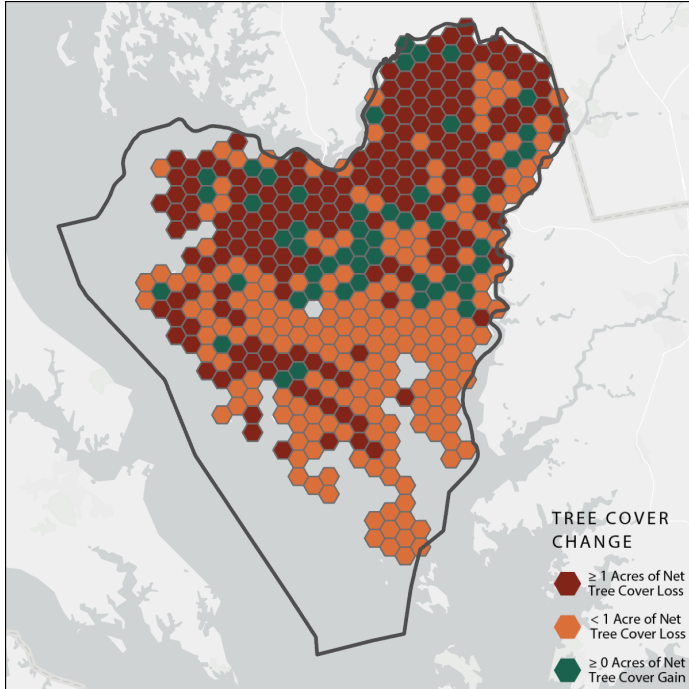 TREE COVER
CHANGE
≥ 1 Acres of Net
Tree Cover Loss
< 1 Acre of Net
Tree Cover Loss
≥ 0 Acres of Net
Tree Cover Gain